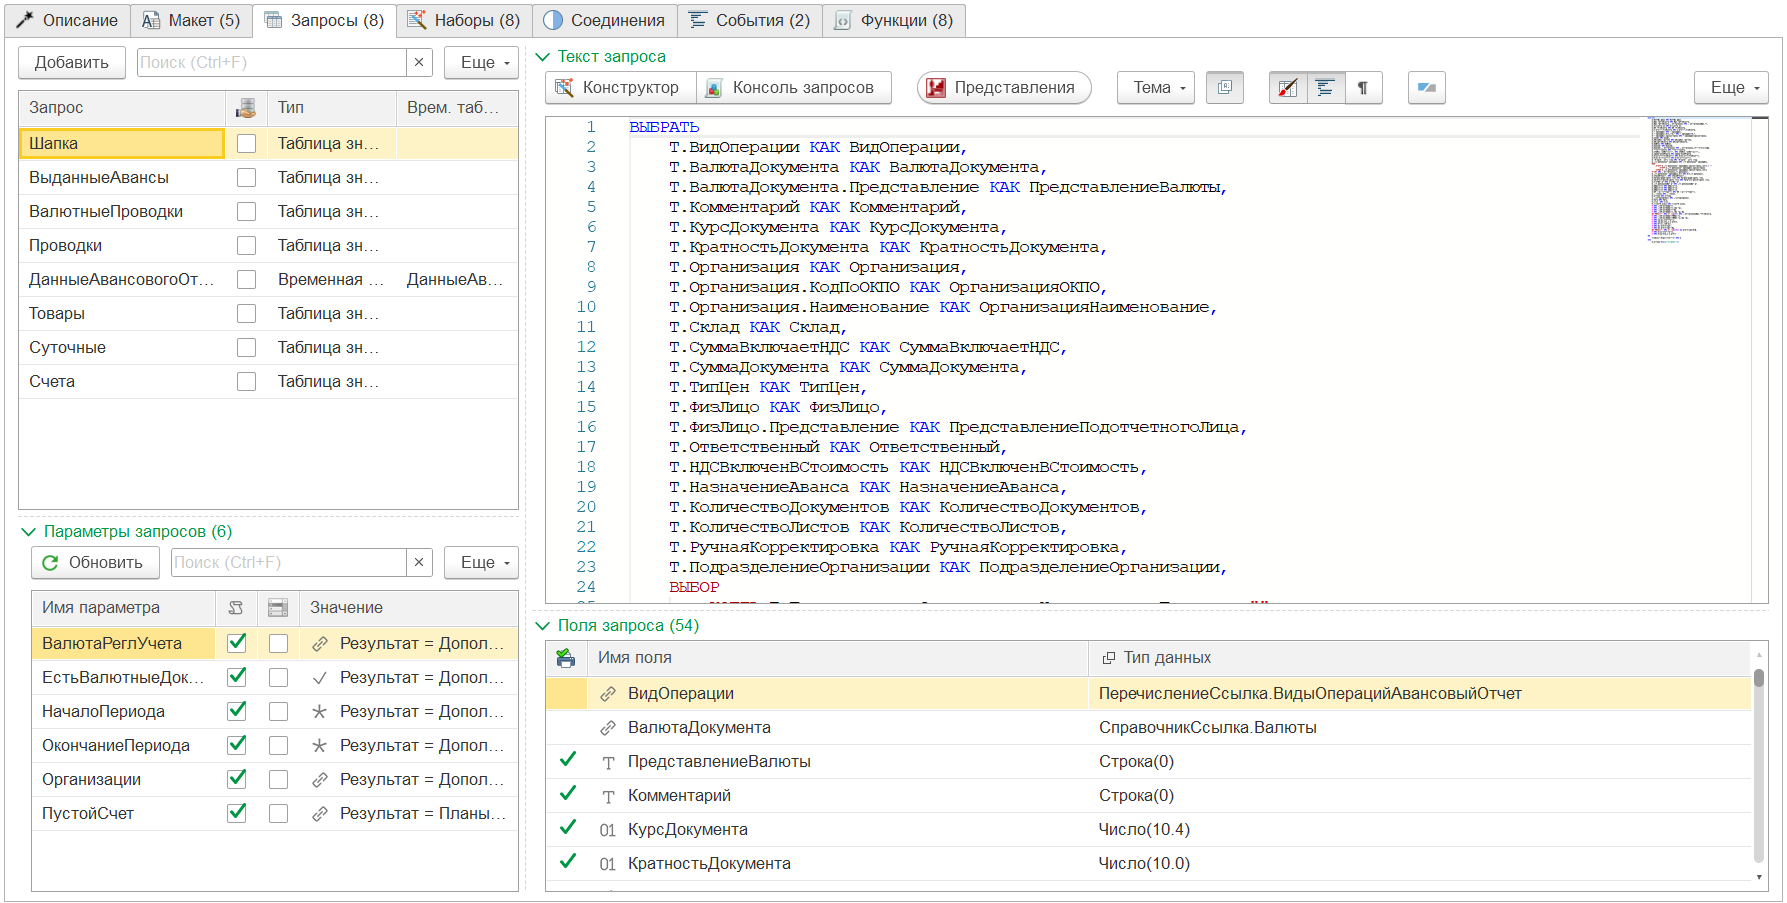 Описание
Макет (5)
Запросы (8)
Наборы (8)
Соединения
События (2)
Функции (8)
Добавить
Поиск (Ctrl+F)
×
Еще
Запрос
Тип
Врем. таб…
Шапка
Таблица зн…
ВыданныеАвансы
Таблица зн…
ВалютныеПроводки
Таблица зн…
Проводки
Таблица зн…
ДанныеАвансовогоОт…
Временная …
ДанныеАв…
Товары
Таблица зн…
Суточные
Таблица зн…
Счета
Таблица зн…
Параметры запросов (6)
Обновить
Поиск (Ctrl+F)
×
Еще
Имя параметра
Значение
ВалютаРеглУчета
Результат = Допол…
ЕстьВалютныеДок…
Результат = Допол…
НачалоПериода
Результат = Допол…
ОкончаниеПериода
Результат = Допол…
Организации
Результат = Допол…
ПустойСчет
Результат = Планы…
Текст запроса
Конструктор
Консоль запросов
Представления
Тема
¶
Еще
1 ВЫБРАТЬ
2 Т.ВидОперации КАК ВидОперации,
3 Т.ВалютаДокумента КАК ВалютаДокумента,
4 Т.ВалютаДокумента.Представление КАК ПредставлениеВалюты,
5 Т.Комментарий КАК Комментарий,
6 Т.КурсДокумента КАК КурсДокумента,
7 Т.КратностьДокумента КАК КратностьДокумента,
8 Т.Организация КАК Организация,
9 Т.Организация.КодПоОКПО КАК ОрганизацияОКПО,
10 Т.Организация.Наименование КАК ОрганизацияНаименование,
11 Т.Склад КАК Склад,
12 Т.СуммаВключаетНДС КАК СуммаВключаетНДС,
13 Т.СуммаДокумента КАК СуммаДокумента,
14 Т.ТипЦен КАК ТипЦен,
15 Т.ФизЛицо КАК ФизЛицо,
16 Т.ФизЛицо.Представление КАК ПредставлениеПодотчетногоЛица,
17 Т.Ответственный КАК Ответственный,
18 Т.НДСВключенВСтоимость КАК НДСВключенВСтоимость,
19 Т.НазначениеАванса КАК НазначениеАванса,
20 Т.КоличествоДокументов КАК КоличествоДокументов,
21 Т.КоличествоЛистов КАК КоличествоЛистов,
22 Т.РучнаяКорректировка КАК РучнаяКорректировка,
23 Т.ПодразделениеОрганизации КАК ПодразделениеОрганизации,
24 ВЫБОР
Поля запроса (54)
Имя поля
Тип данных
ВидОперации
ПеречислениеСсылка.ВидыОперацийАвансовыйОтчет
ВалютаДокумента
СправочникСсылка.Валюты
T ПредставлениеВалюты
Строка(0)
T Комментарий
Строка(0)
01 КурсДокумента
Число(10.4)
01 КратностьДокумента
Число(10.0)